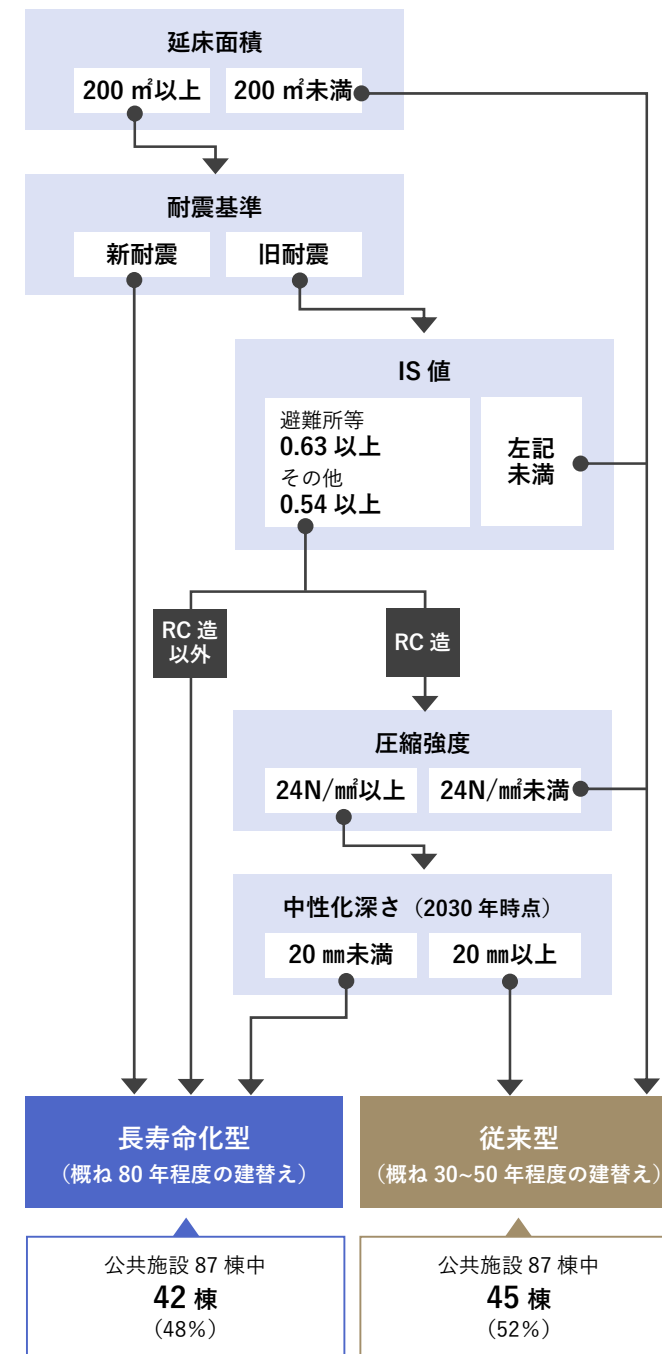 延床面積
200 ㎡以上
200 ㎡未満
耐震基準
新耐震
旧耐震
IS 値
避難所等
0.63 以上
その他
0.54 以上
左記
未満
RC 造
以外
RC 造
圧縮強度
24N/㎟以上
24N/㎟未満
中性化深さ（2030 年時点）
20 ㎜未満
20 ㎜以上
長寿命化型
（概ね 80 年程度の建替え）
従来型
（概ね 30~50 年程度の建替え）
公共施設 87 棟中
42 棟
（48%）
公共施設 87 棟中
45 棟
（52%）